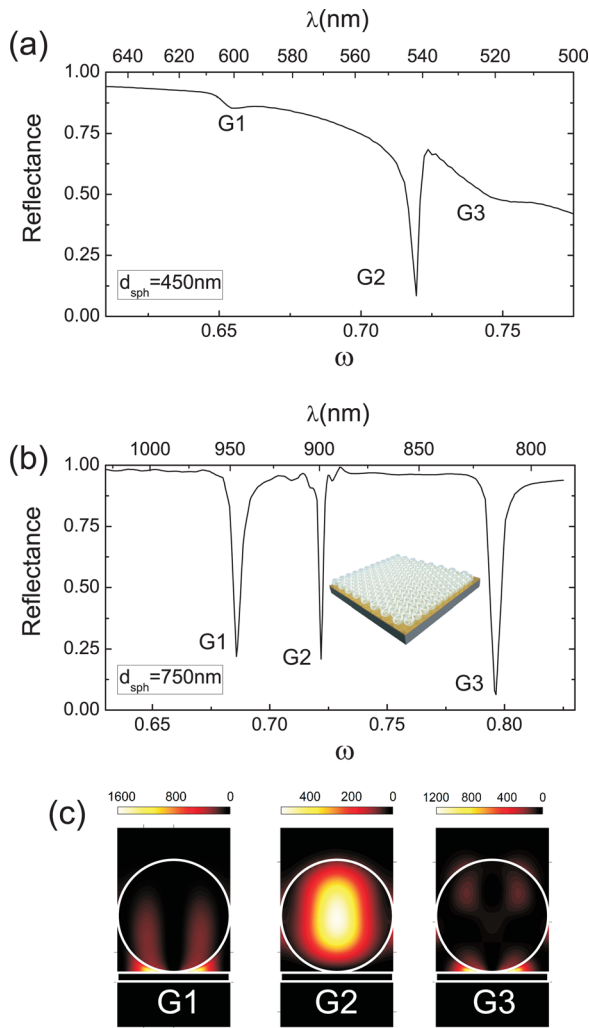 λ(nm)
(a)
640 620 600 580 560 540 520 500
1.00
0.75
0.50
0.25
0.00
Reflectance
G1
G2
G3
dsph=450nm
0.65 0.70 0.75
ω
λ(nm)
(b)
1000 950 900 850 800
1.00
0.75
0.50
0.25
0.00
Reflectance
G1
G2
G3
dsph=750nm
0.65 0.70 0.75 0.80
ω
(c)
1600 800 0
400 200 0
1200 800 400 0
G1 G2 G3